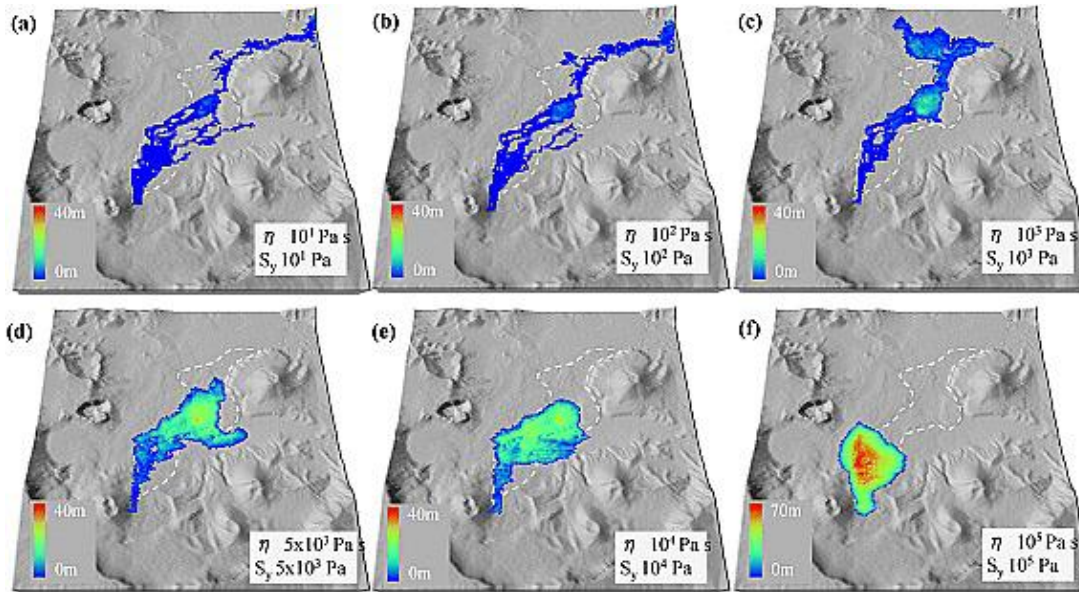 (a)
40m
0m
η 10¹ Pa s
Sy 10¹ Pa
(b)
40m
0m
η 10² Pa s
Sy 10² Pa
(c)
40m
0m
η 10³ Pa s
Sy 10³ Pa
(d)
40m
0m
η 5x10³ Pa s
Sy 5x10³ Pa
(e)
40m
0m
η 10⁴ Pa s
Sy 10⁴ Pa
(f)
70m
0m
η 10⁵ Pa s
Sy 10⁵ Pa